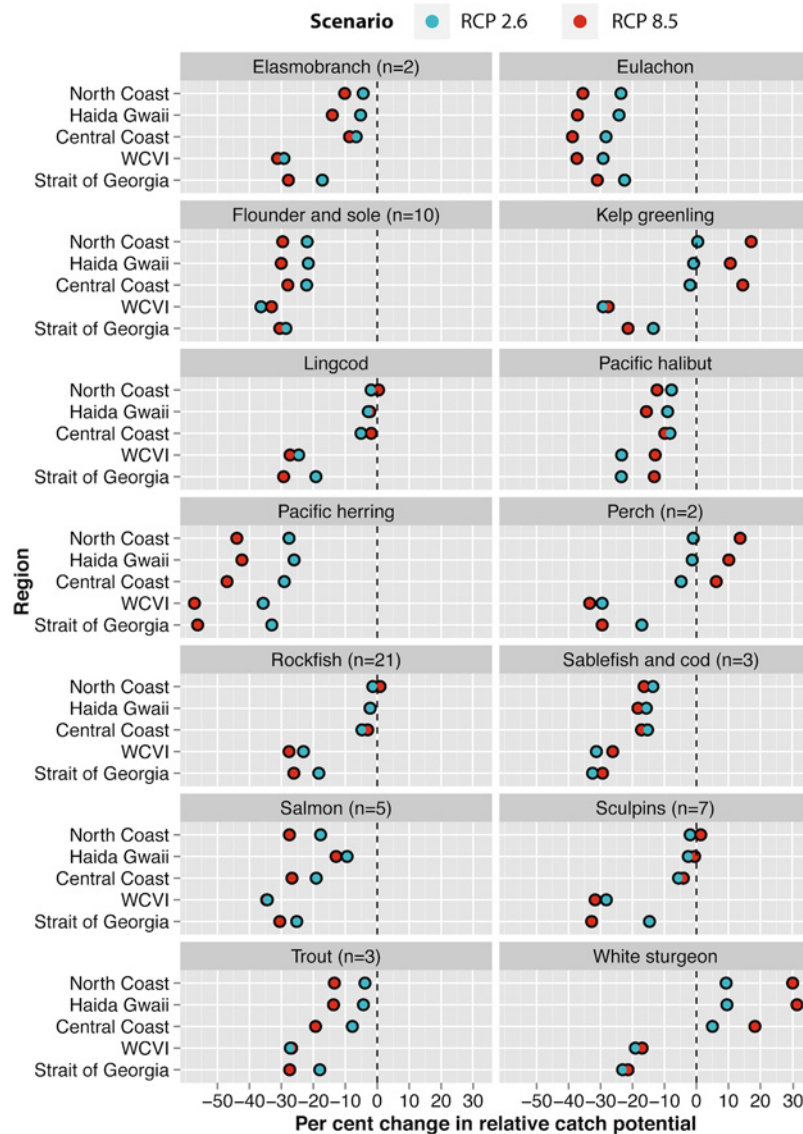 Scenario RCP 2.6 RCP 8.5
Elasmobranch (n=2) Eulachon
North Coast
Haida Gwaii
Central Coast
WCVI
Strait of Georgia
Flounder and sole (n=10) Kelp greenling
North Coast
Haida Gwaii
Central Coast
WCVI
Strait of Georgia
Lingcod Pacific halibut
North Coast
Haida Gwaii
Central Coast
WCVI
Strait of Georgia
Pacific herring Perch (n=2)
North Coast
Haida Gwaii
Central Coast
WCVI
Strait of Georgia
Region
Rockfish (n=21) Sablefish and cod (n=3)
North Coast
Haida Gwaii
Central Coast
WCVI
Strait of Georgia
Salmon (n=5) Sculpins (n=7)
North Coast
Haida Gwaii
Central Coast
WCVI
Strait of Georgia
Trout (n=3) White sturgeon
North Coast
Haida Gwaii
Central Coast
WCVI
Strait of Georgia
−50 −40 −30 −20 −10 0 10 20 30 −50 −40 −30 −20 −10 0 10 20 30
Per cent change in relative catch potential